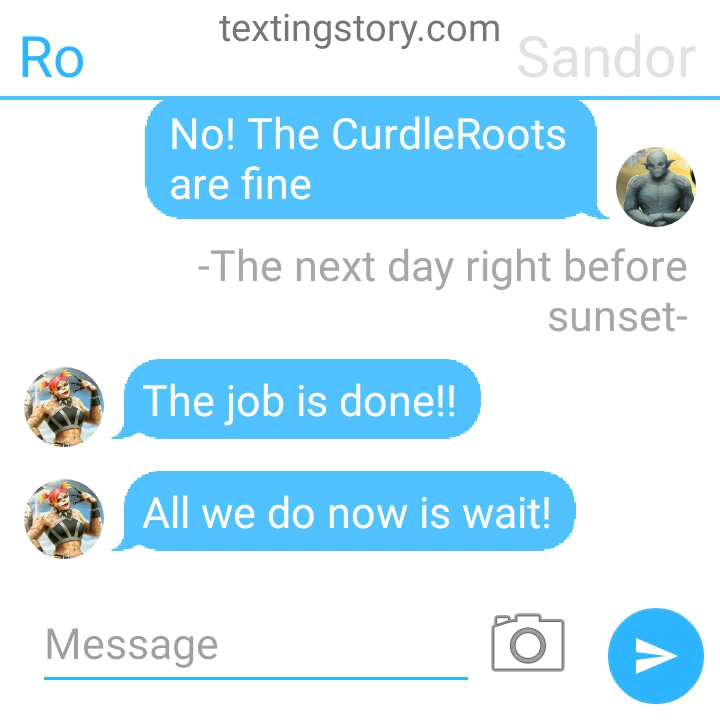 textingstory.com
Ro
Sandor
No! The CurdleRoots
are fine
-The next day right before
sunset-
The job is done!!
All we do now is wait!
Message